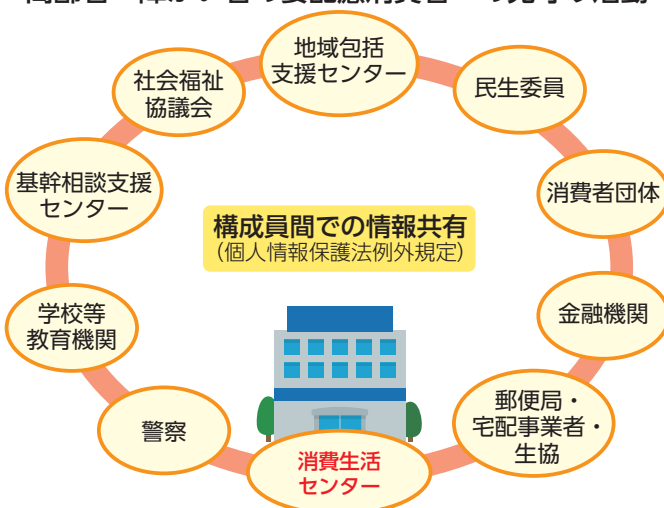 地域包括
支援センター
社会福祉
協議会
民生委員
基幹相談支援
センター
消費者団体
構成員間での情報共有
(個人情報保護法例外規定)
学校等
教育機関
金融機関
郵便局・
宅配事業者・
生協
警察
消費生活
センター